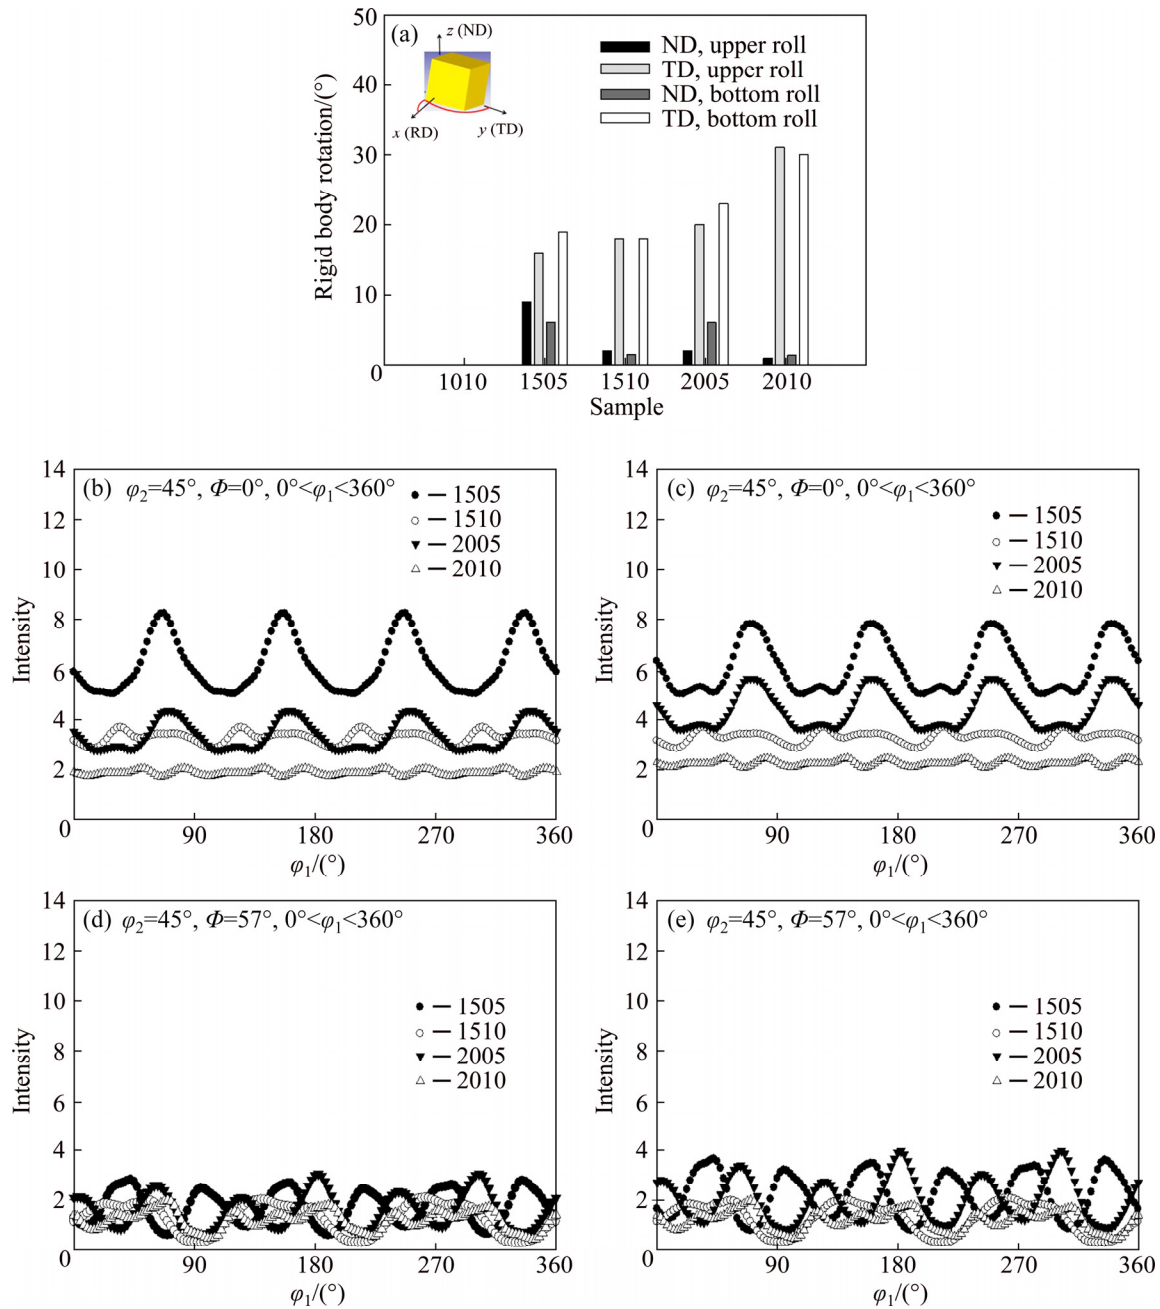 (a)
z (ND)
x (RD)
y (TD)
ND, upper roll
TD, upper roll
ND, bottom roll
TD, bottom roll
Rigid body rotation/(°)
50
40
30
20
10
0
1010 1505 1510 2005 2010
Sample
(b) φ2=45°, Φ=0°, 0°<φ1<360°
1505
1510
2005
2010
Intensity
14
12
10
8
6
4
2
0
90 180 270 360
φ1/(°)
(c) φ2=45°, Φ=0°, 0°<φ1<360°
1505
1510
2005
2010
Intensity
14
12
10
8
6
4
2
0
90 180 270 360
φ1/(°)
(d) φ2=45°, Φ=57°, 0°<φ1<360°
1505
1510
2005
2010
Intensity
14
12
10
8
6
4
2
0
90 180 270 360
φ1/(°)
(e) φ2=45°, Φ=57°, 0°<φ1<360°
1505
1510
2005
2010
Intensity
14
12
10
8
6
4
2
0
90 180 270 360
φ1/(°)